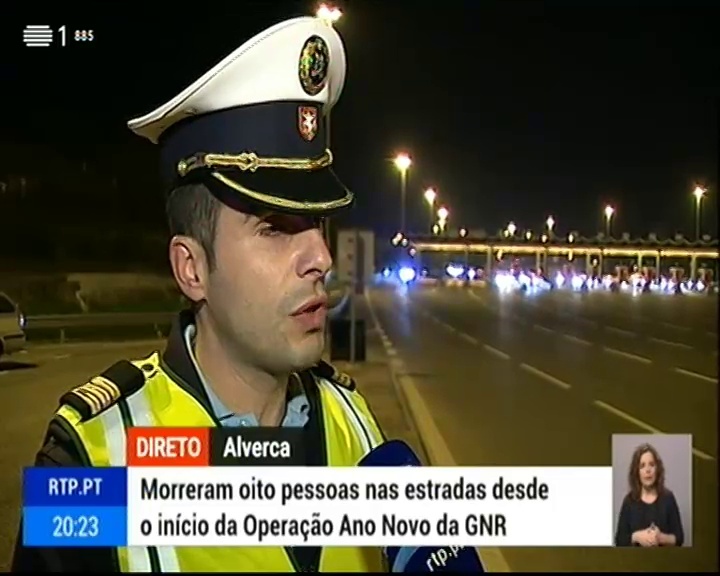 1 885
DIRETO Alverca
RTP.PT
20:23
Morreram oito pessoas nas estradas desde
o início da Operação Ano Novo da GNR
rtp.p